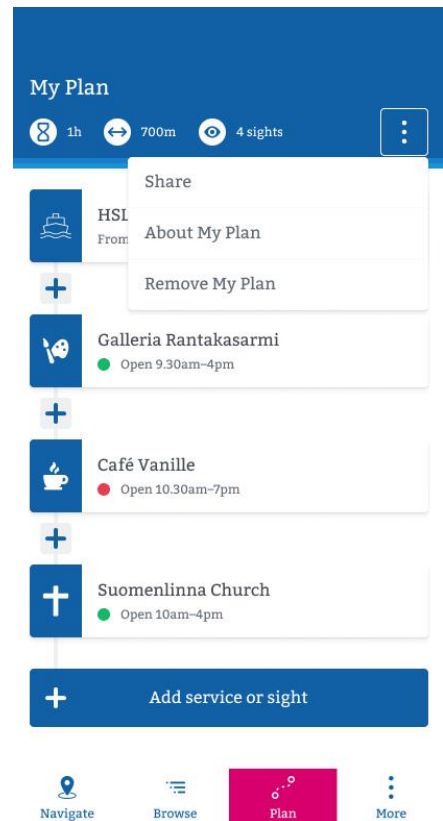 My Plan
1h 700m 4 sights
Share
HSL
From
About My Plan
Remove My Plan
Galleria Rantakasarmi
Open 9.30am–4pm
Café Vanille
Open 10.30am–7pm
Suomenlinna Church
Open 10am–4pm
Add service or sight
Navigate Browse Plan More